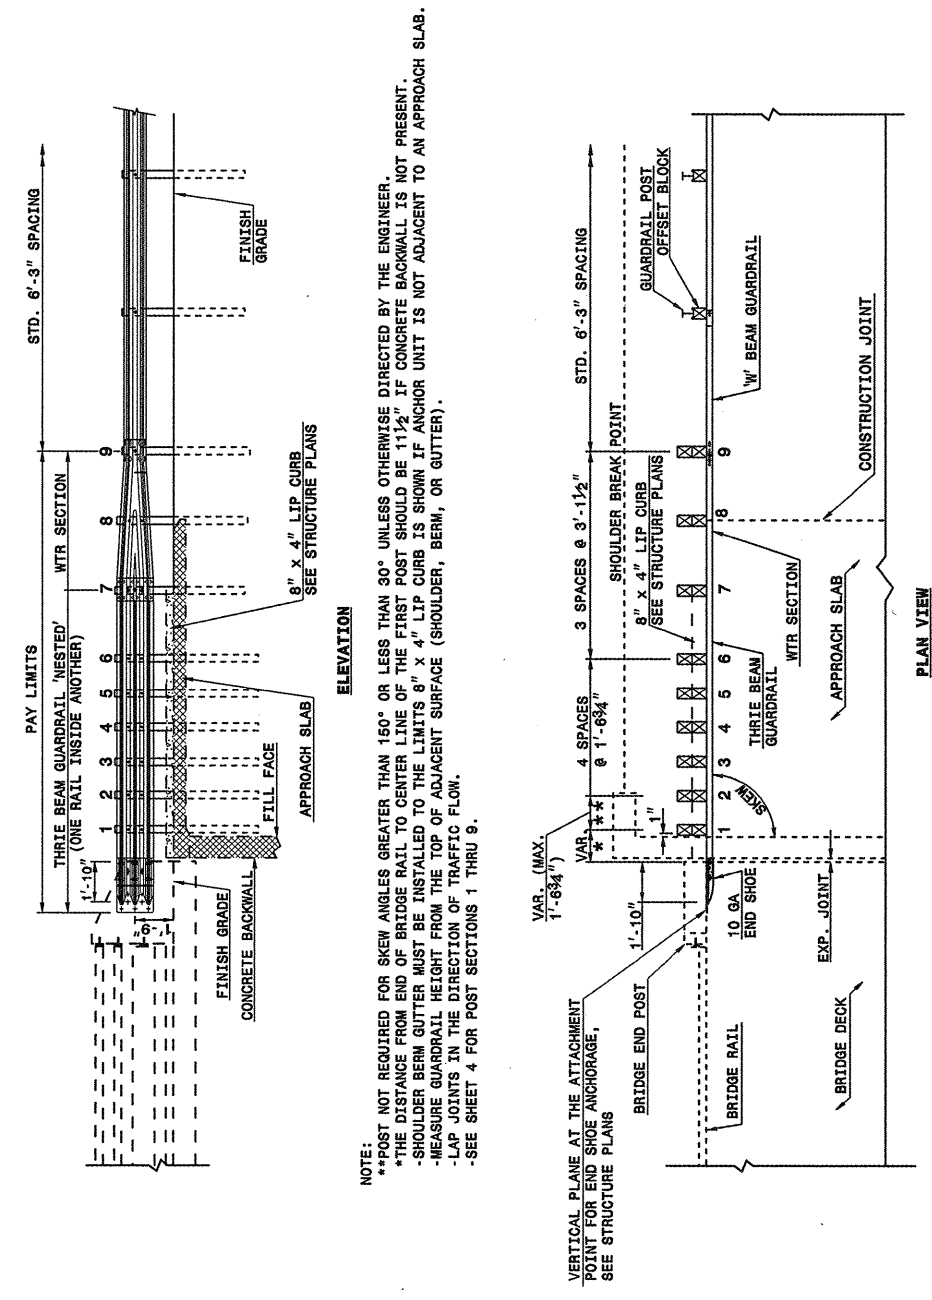 PAY LIMITS
STD. 6'-3" SPACING
THRIE BEAM GUARDRAIL 'NESTED'
(ONE RAIL INSIDE ANOTHER)
WTR SECTION
1'-10"
1
2
3
4
5
6
7
8
9
FINISH
GRADE
8" x 4" LIP CURB
SEE STRUCTURE PLANS
APPROACH SLAB
FILL FACE
FINISH GRADE
CONCRETE BACKWALL
ELEVATION
NOTE:
**POST NOT REQUIRED FOR SKEW ANGLES GREATER THAN 150° OR LESS THAN 30° UNLESS OTHERWISE DIRECTED BY THE ENGINEER.
*THE DISTANCE FROM END OF BRIDGE RAIL TO CENTER LINE OF THE FIRST POST SHOULD BE 11½" IF CONCRETE BACKWALL IS NOT PRESENT.
-SHOULDER BERM GUTTER MUST BE INSTALLED TO THE LIMITS 8" x 4" LIP CURB IS SHOWN IF ANCHOR UNIT IS NOT ADJACENT TO AN APPROACH SLAB.
-MEASURE GUARDRAIL HEIGHT FROM THE TOP OF ADJACENT SURFACE (SHOULDER, BERM, OR GUTTER).
-LAP JOINTS IN THE DIRECTION OF TRAFFIC FLOW.
-SEE SHEET 4 FOR POST SECTIONS 1 THRU 9.
VAR. (MAX.
1'-6¾")
VAR.
*
**
4 SPACES
@ 1'-6¾"
3 SPACES @ 3'-1½"
STD. 6'-3" SPACING
SHOULDER BREAK POINT
8" x 4" LIP CURB
SEE STRUCTURE PLANS
GUARDRAIL POST
OFFSET BLOCK
1'-10"
1"
1
2
3
4
5
6
7
8
9
SKEW
10 GA
END SHOE
THRIE BEAM
GUARDRAIL
WTR SECTION
'W' BEAM GUARDRAIL
CONSTRUCTION JOINT
VERTICAL PLANE AT THE ATTACHMENT
POINT FOR END SHOE ANCHORAGE,
SEE STRUCTURE PLANS
BRIDGE END POST
BRIDGE RAIL
EXP. JOINT
BRIDGE DECK
APPROACH SLAB
PLAN VIEW